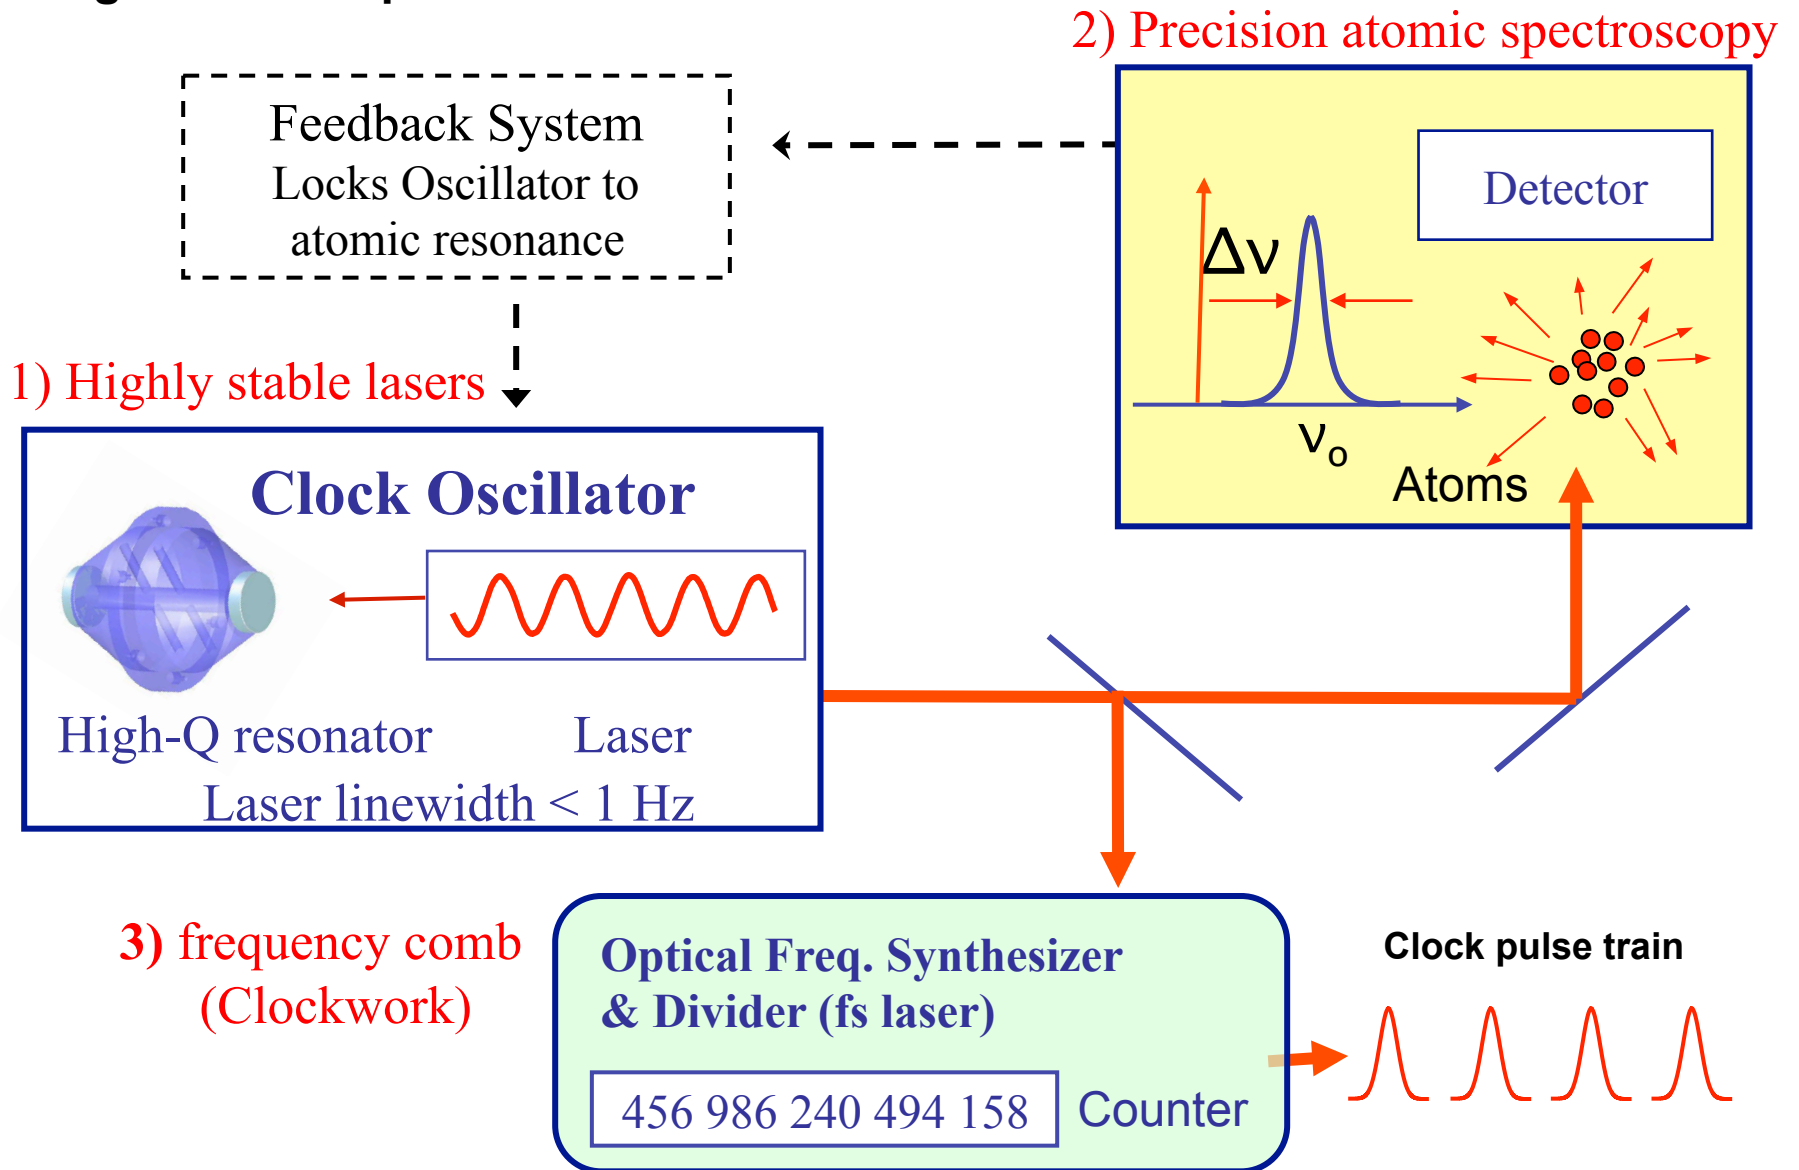 2) Precision atomic spectroscopy
Feedback System
Locks Oscillator to
atomic resonance
Detector
Δν
ν₀
Atoms
1) Highly stable lasers
Clock Oscillator
High-Q resonator
Laser
Laser linewidth < 1 Hz
3) frequency comb
(Clockwork)
Optical Freq. Synthesizer
& Divider (fs laser)
456 986 240 494 158
Counter
Clock pulse train